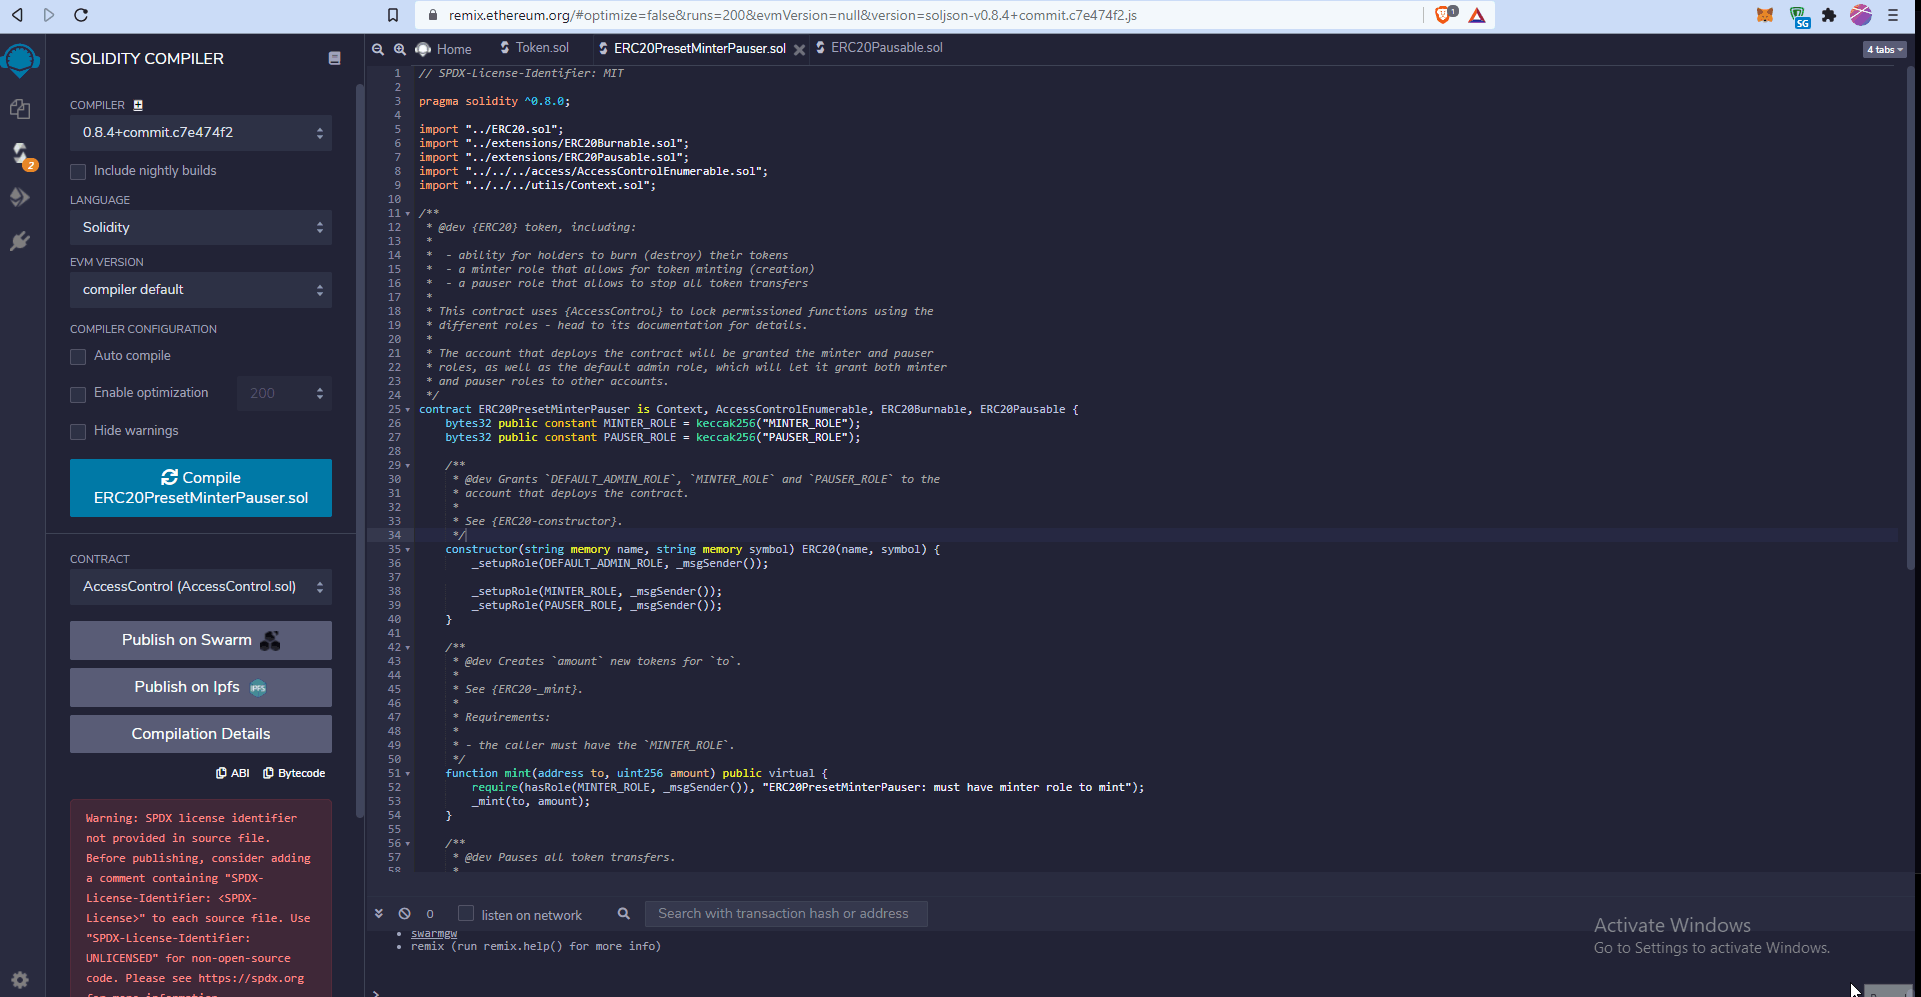 remix.ethereum.org/#optimize=false&runs=200&evmVersion=null&version=soljson-v0.8.4+commit.c7e474f2.js
1
SG
SOLIDITY COMPILER
COMPILER
0.8.4+commit.c7e474f2
Include nightly builds
2
LANGUAGE
Solidity
EVM VERSION
compiler default
COMPILER CONFIGURATION
Auto compile
Enable optimization
200
Hide warnings
Compile
ERC20PresetMinterPauser.sol
CONTRACT
AccessControl (AccessControl.sol)
Publish on Swarm
Publish on Ipfs
IPFS
Compilation Details
ABI
Bytecode
Warning: SPDX license identifier
not provided in source file.
Before publishing, consider adding
a comment containing "SPDX-
License-Identifier: <SPDX-
License>" to each source file. Use
"SPDX-License-Identifier:
UNLICENSED" for non-open-source
code. Please see https://spdx.org
for more information.
Home
Token.sol
ERC20PresetMinterPauser.sol
ERC20Pausable.sol
4 tabs
1 // SPDX-License-Identifier: MIT
2
3 pragma solidity ^0.8.0;
4
5 import "../ERC20.sol";
6 import "../extensions/ERC20Burnable.sol";
7 import "../extensions/ERC20Pausable.sol";
8 import "../../../access/AccessControlEnumerable.sol";
9 import "../../../utils/Context.sol";
10
11 /**
12 * @dev {ERC20} token, including:
13 *
14 * - ability for holders to burn (destroy) their tokens
15 * - a minter role that allows for token minting (creation)
16 * - a pauser role that allows to stop all token transfers
17 *
18 * This contract uses {AccessControl} to lock permissioned functions using the
19 * different roles - head to its documentation for details.
20 *
21 * The account that deploys the contract will be granted the minter and pauser
22 * roles, as well as the default admin role, which will let it grant both minter
23 * and pauser roles to other accounts.
24 */
25 contract ERC20PresetMinterPauser is Context, AccessControlEnumerable, ERC20Burnable, ERC20Pausable {
26 bytes32 public constant MINTER_ROLE = keccak256("MINTER_ROLE");
27 bytes32 public constant PAUSER_ROLE = keccak256("PAUSER_ROLE");
28
29 /**
30 * @dev Grants `DEFAULT_ADMIN_ROLE`, `MINTER_ROLE` and `PAUSER_ROLE` to the
31 * account that deploys the contract.
32 *
33 * See {ERC20-constructor}.
34 */
35 constructor(string memory name, string memory symbol) ERC20(name, symbol) {
36 _setupRole(DEFAULT_ADMIN_ROLE, _msgSender());
37
38 _setupRole(MINTER_ROLE, _msgSender());
39 _setupRole(PAUSER_ROLE, _msgSender());
40 }
41
42 /**
43 * @dev Creates `amount` new tokens for `to`.
44 *
45 * See {ERC20-_mint}.
46 *
47 * Requirements:
48 *
49 * - the caller must have the `MINTER_ROLE`.
50 */
51 function mint(address to, uint256 amount) public virtual {
52 require(hasRole(MINTER_ROLE, _msgSender()), "ERC20PresetMinterPauser: must have minter role to mint");
53 _mint(to, amount);
54 }
55
56 /**
57 * @dev Pauses all token transfers.
58 *
0
listen on network
Search with transaction hash or address
swarmgw
remix (run remix.help() for more info)
>
Activate Windows
Go to Settings to activate Windows.